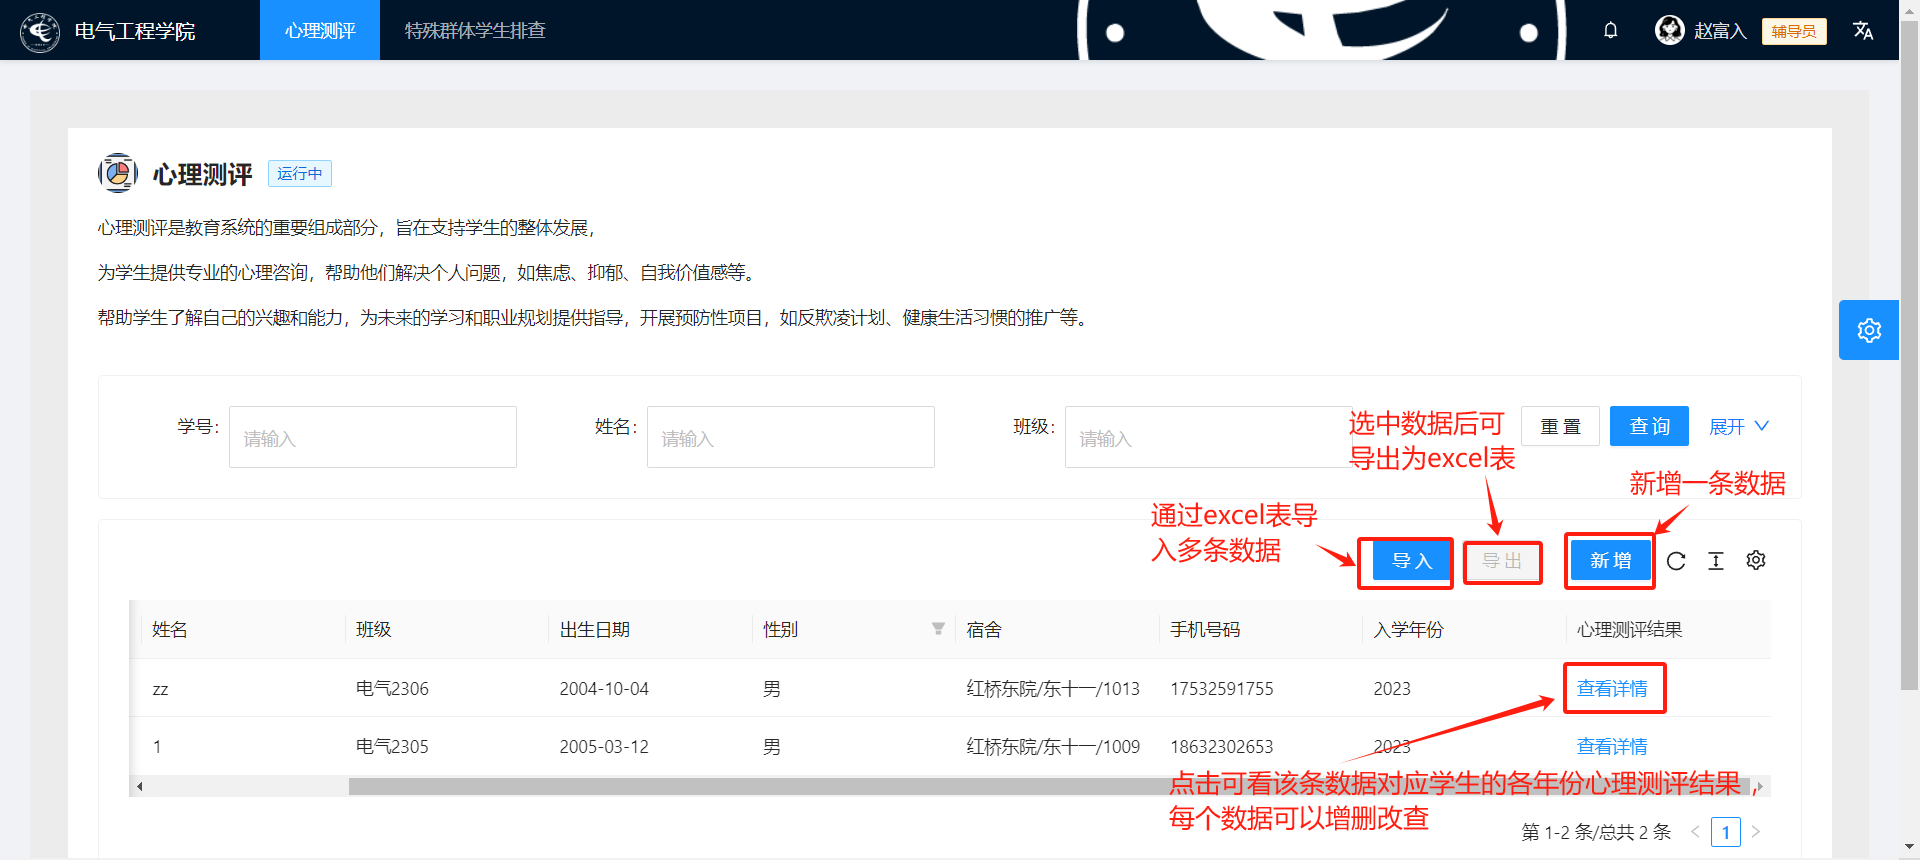 电气工程学院
心理测评
特殊群体学生排查
赵富入
辅导员
心理测评
运行中
心理测评是教育系统的重要组成部分，旨在支持学生的整体发展，
为学生提供专业的心理咨询，帮助他们解决个人问题，如焦虑、抑郁、自我价值感等。
帮助学生了解自己的兴趣和能力，为未来的学习和职业规划提供指导，开展预防性项目，如反欺凌计划、健康生活习惯的推广等。
学号:
请输入
姓名:
请输入
班级:
请输入
选中数据后可
导出为excel表
重 置
查 询
展开
新增一条数据
通过excel表导
入多条数据
导 入
导 出
新 增
姓名
班级
出生日期
性别
宿舍
手机号码
入学年份
心理测评结果
zz
电气2306
2004-10-04
男
红桥东院/东十一/1013
17532591755
2023
查看详情
1
电气2305
2005-03-12
男
红桥东院/东十一/1009
18632302653
2023
查看详情
点击可看该条数据对应学生的各年份心理测评结果，
每个数据可以增删改查
第 1-2 条/总共 2 条
1